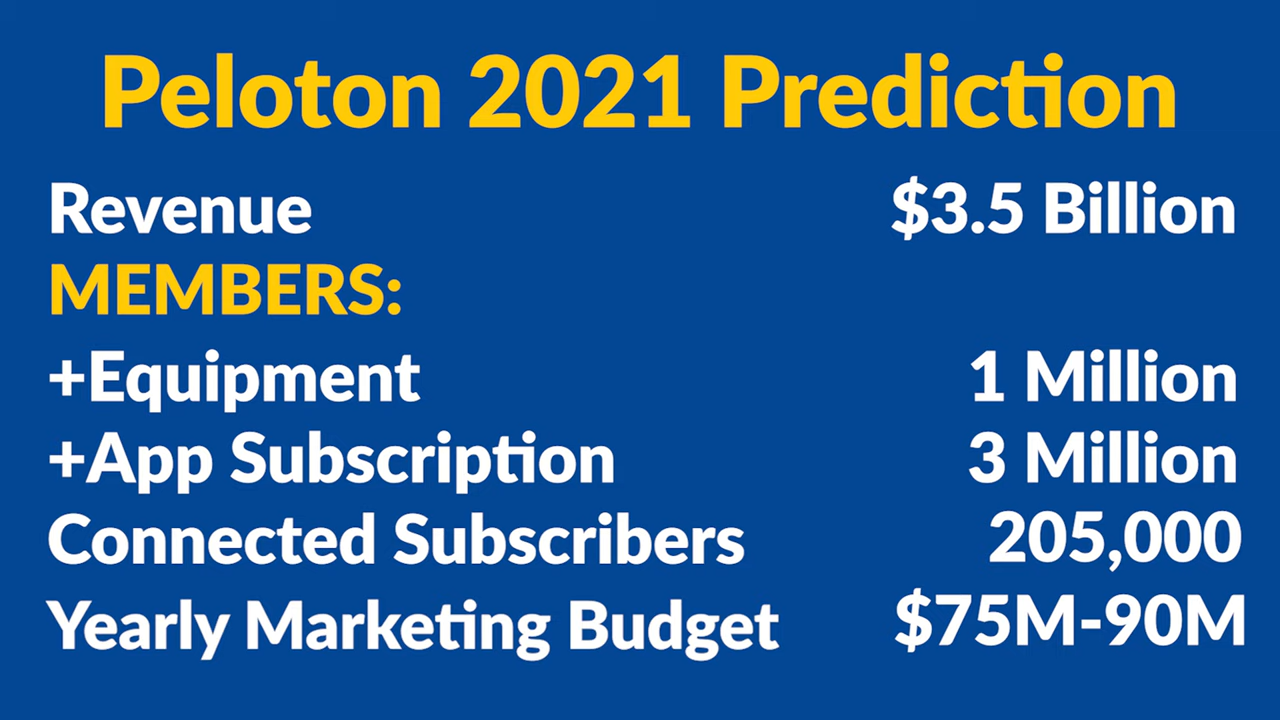 Peloton 2021 Prediction
Revenue $3.5 Billion
MEMBERS:
+Equipment 1 Million
+App Subscription 3 Million
Connected Subscribers 205,000
Yearly Marketing Budget $75M-90M